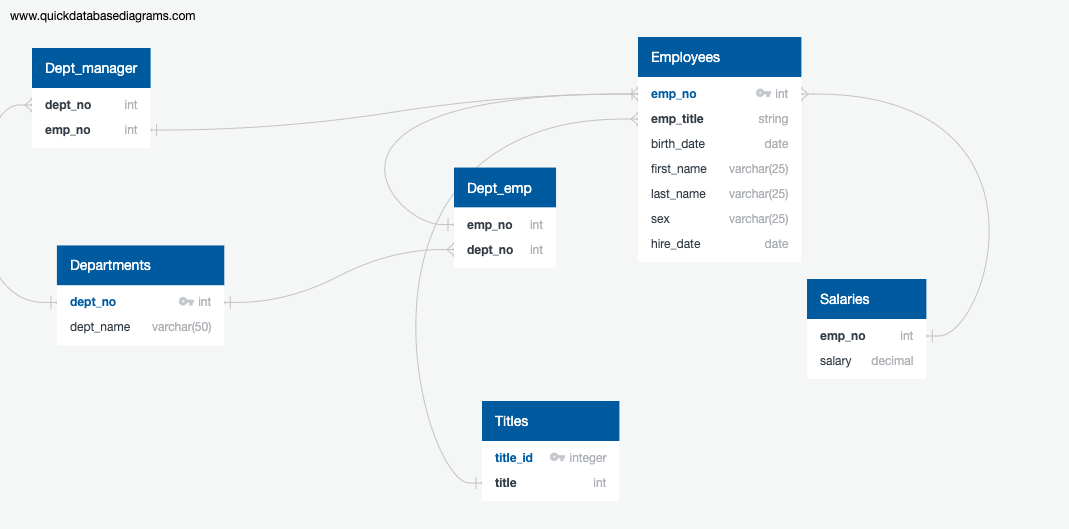 www.quickdatabasediagrams.com
Dept_manager
dept_no int
emp_no int
Employees
emp_no int
emp_title string
birth_date date
first_name varchar(25)
last_name varchar(25)
sex varchar(25)
hire_date date
Dept_emp
emp_no int
dept_no int
Departments
dept_no int
dept_name varchar(50)
Salaries
emp_no int
salary decimal
Titles
title_id integer
title int